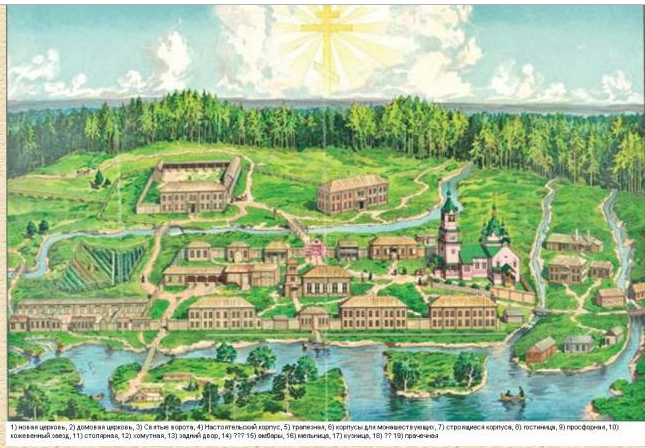 1) новая церковь, 2) домовая церковь, 3) Святые ворота, 4) Настоятельский корпус, 5) трапезная, 6) корпусы для монашествующих, 7) строящиеся корпуса, 8) гостиница, 9) просфорная, 10)
кожевенный завод, 11) столярная, 12) хомутная, 13) задний двор, 14) ??? 15) амбары, 16) мельница, 17) кузница, 18) ?? 19) прачечная